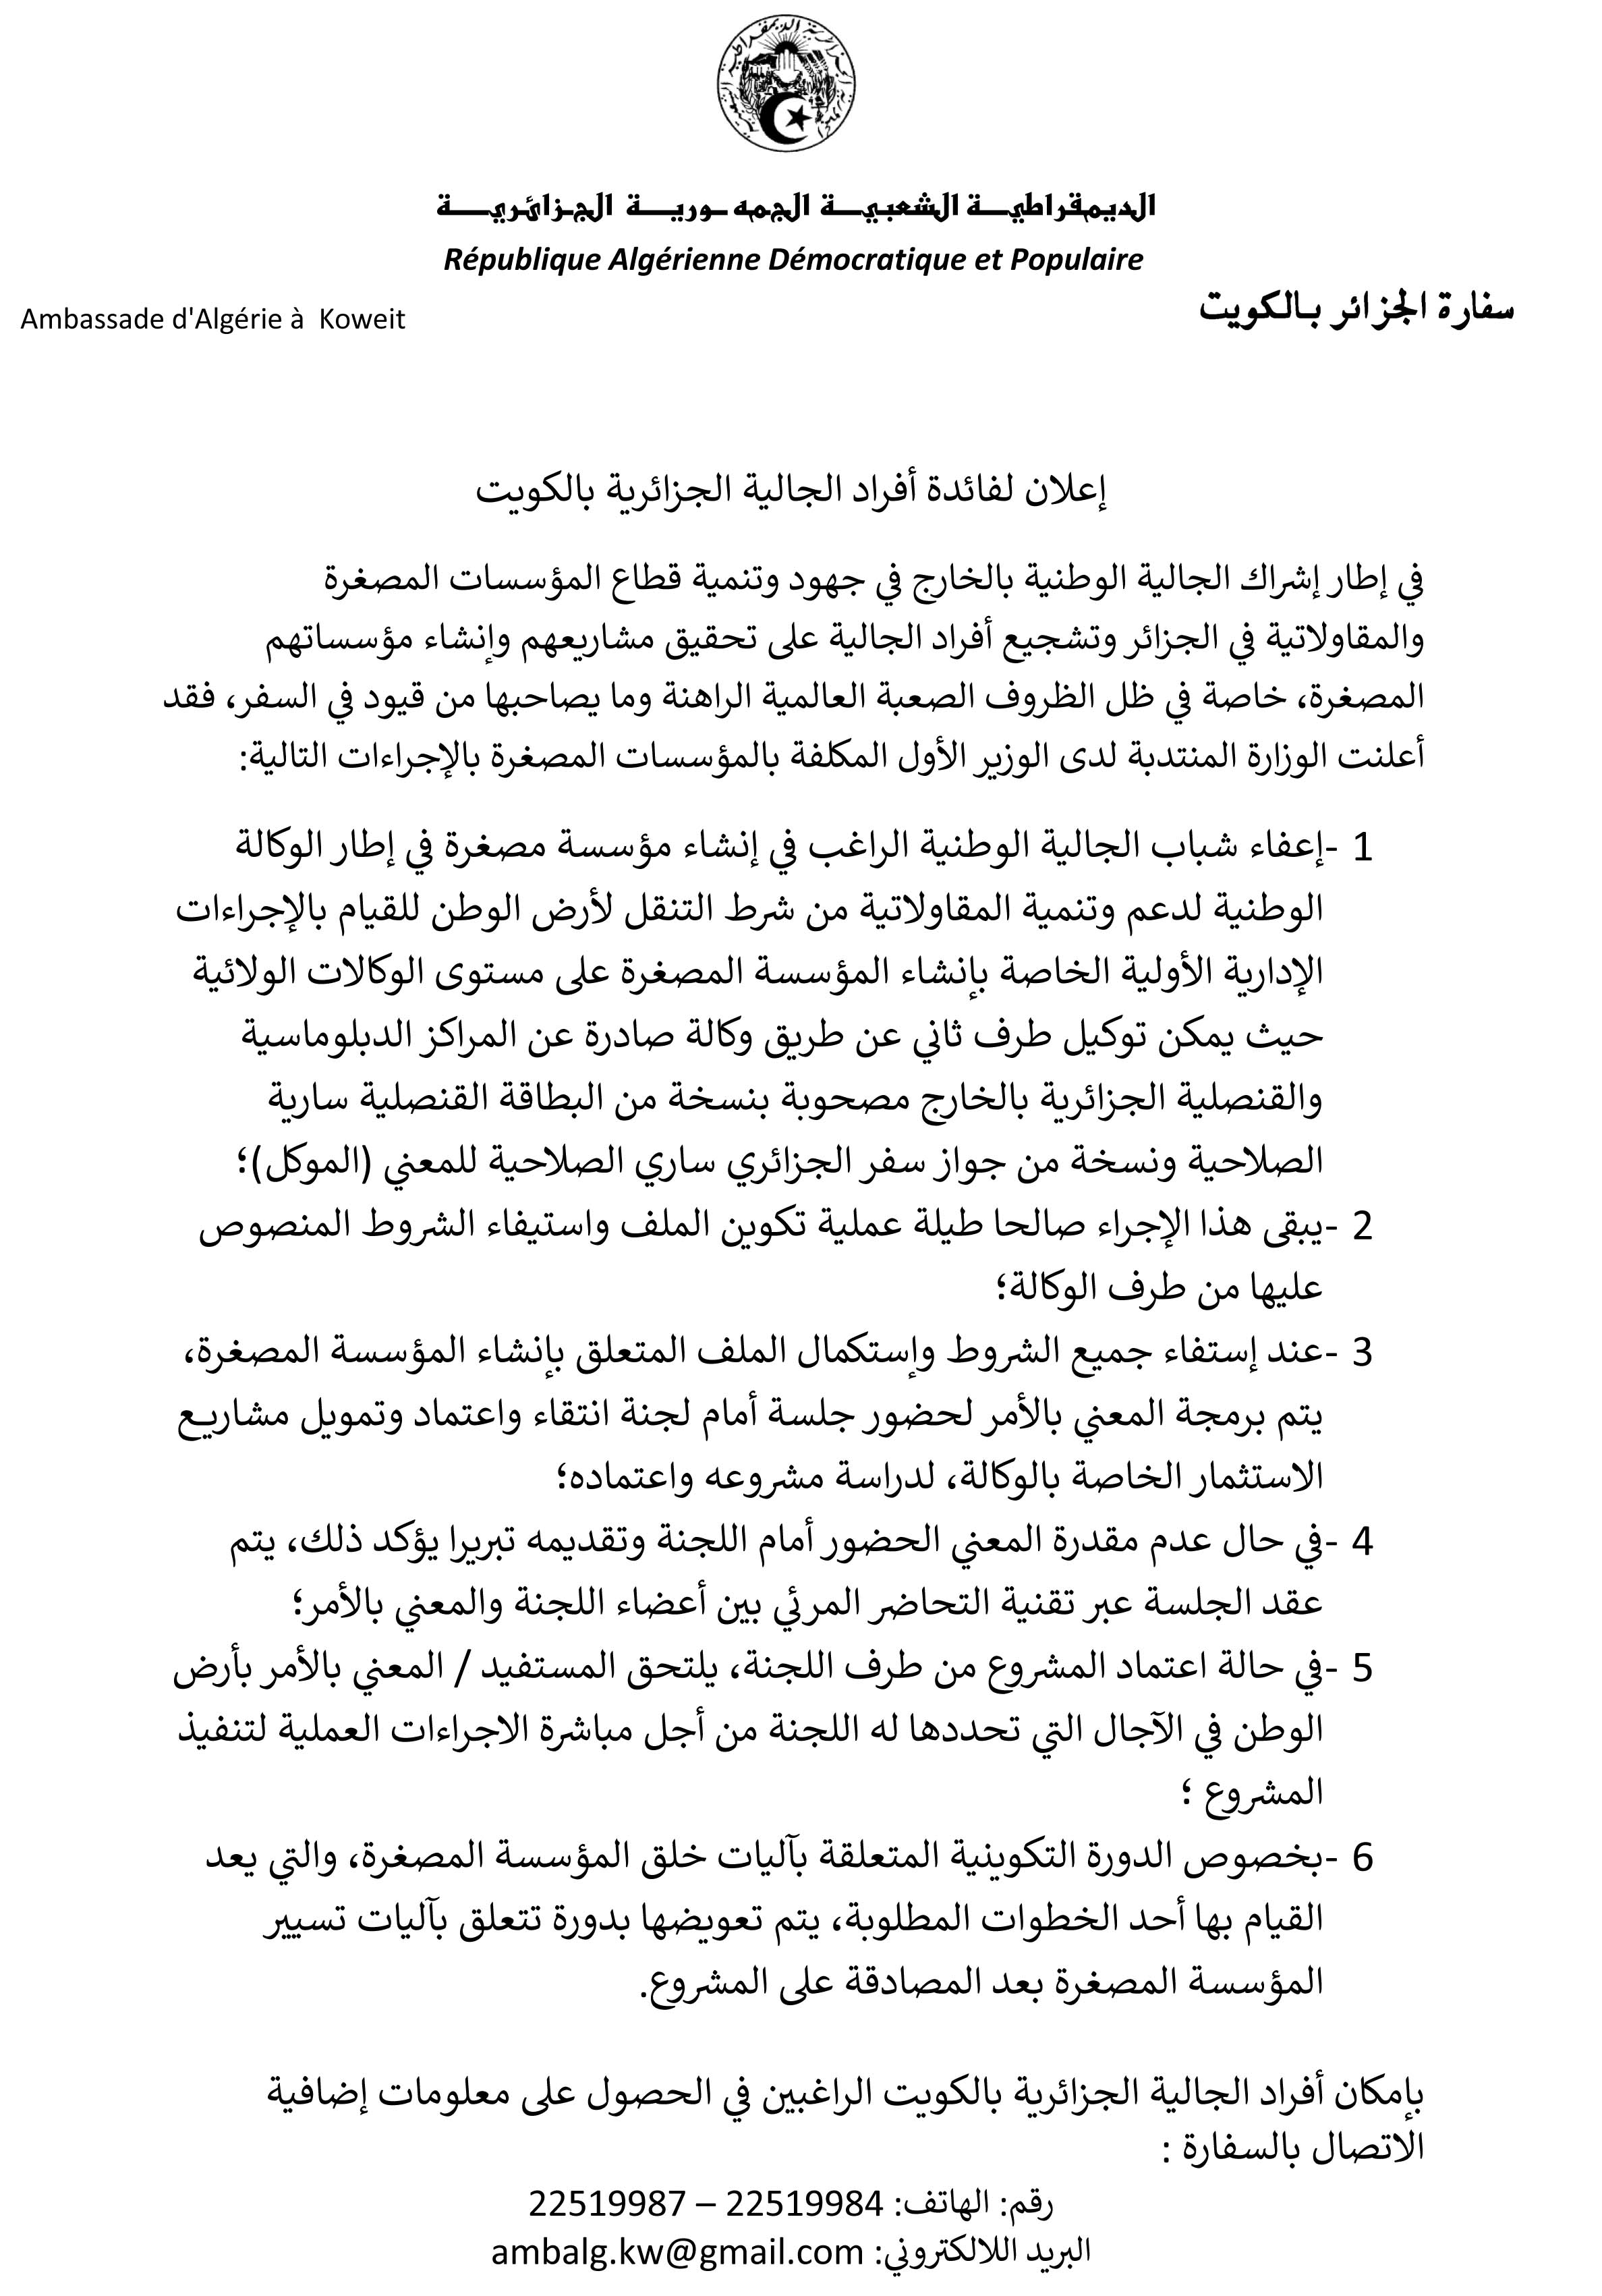 الديمقراطيـــة الشعبيـــة الجمهـوريـــة الجـزائريـــة
République Algérienne Démocratique et Populaire
سفارة الجزائر بالكويت
Ambassade d'Algérie à Koweit
إعلان لفائدة أفراد الجالية الجزائرية بالكويت
في إطار إشراك الجالية الوطنية بالخارج في جهود وتنمية قطاع المؤسسات المصغرة
والمقاولاتية في الجزائر وتشجيع أفراد الجالية على تحقيق مشاريعهم وإنشاء مؤسساتهم
المصغرة، خاصة في ظل الظروف الصعبة العالمية الراهنة وما يصاحبها من قيود في السفر، فقد
أعلنت الوزارة المنتدبة لدى الوزير الأول المكلفة بالمؤسسات المصغرة بالإجراءات التالية:
1 -إعفاء شباب الجالية الوطنية الراغب في إنشاء مؤسسة مصغرة في إطار الوكالة
الوطنية لدعم وتنمية المقاولاتية من شرط التنقل لأرض الوطن للقيام بالإجراءات
الإدارية الأولية الخاصة بإنشاء المؤسسة المصغرة على مستوى الوكالات الولائية
حيث يمكن توكيل طرف ثاني عن طريق وكالة صادرة عن المراكز الدبلوماسية
والقنصلية الجزائرية بالخارج مصحوبة بنسخة من البطاقة القنصلية سارية
الصلاحية ونسخة من جواز سفر الجزائري ساري الصلاحية للمعني (الموكل)؛
2 -يبقى هذا الإجراء صالحا طيلة عملية تكوين الملف واستيفاء الشروط المنصوص
عليها من طرف الوكالة؛
3 -عند إستفاء جميع الشروط وإستكمال الملف المتعلق بإنشاء المؤسسة المصغرة،
يتم برمجة المعني بالأمر لحضور جلسة أمام لجنة انتقاء واعتماد وتمويل مشاريع
الاستثمار الخاصة بالوكالة، لدراسة مشروعه واعتماده؛
4 -في حال عدم مقدرة المعني الحضور أمام اللجنة وتقديمه تبريرا يؤكد ذلك، يتم
عقد الجلسة عبر تقنية التحاضر المرئي بين أعضاء اللجنة والمعني بالأمر؛
5 -في حالة اعتماد المشروع من طرف اللجنة، يلتحق المستفيد / المعني بالأمر بأرض
الوطن في الآجال التي تحددها له اللجنة من أجل مباشرة الاجراءات العملية لتنفيذ
المشروع ؛
6 -بخصوص الدورة التكوينية المتعلقة بآليات خلق المؤسسة المصغرة، والتي يعد
القيام بها أحد الخطوات المطلوبة، يتم تعويضها بدورة تتعلق بآليات تسيير
المؤسسة المصغرة بعد المصادقة على المشروع.
بإمكان أفراد الجالية الجزائرية بالكويت الراغبين في الحصول على معلومات إضافية
الاتصال بالسفارة :
رقم: الهاتف: 22519984 – 22519987
البريد اللالكتروني: ambalg.kw@gmail.com